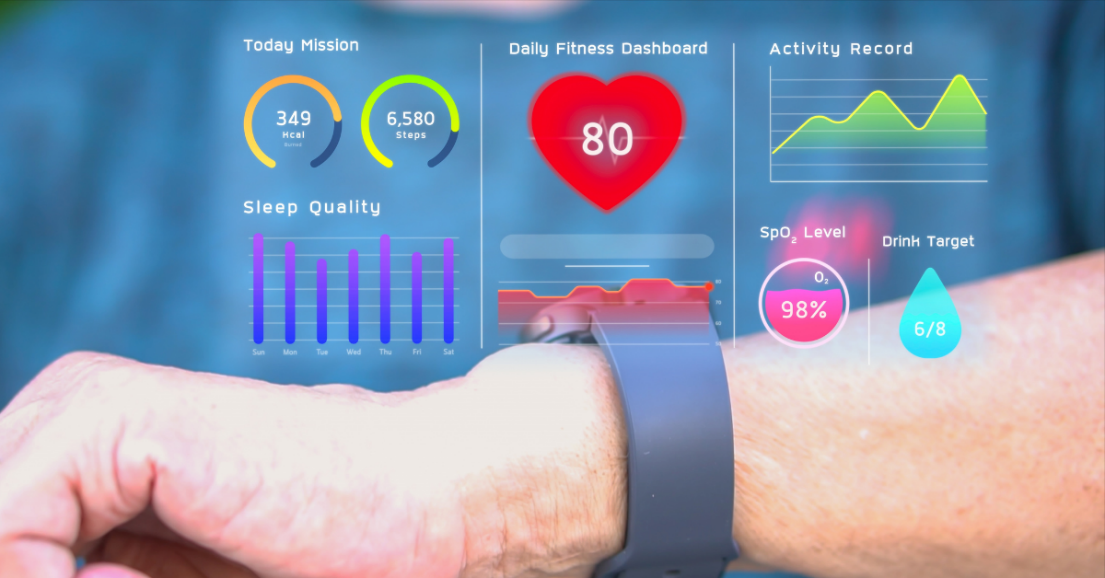 Today Mission
349
Kcal
Burned
6,580
Steps
Sleep Quality
Sun Mon Tue Wed Thu Fri Sat
Daily Fitness Dashboard
80
Activity Record
SpO₂ Level
O₂
98%
Drink Target
6/8